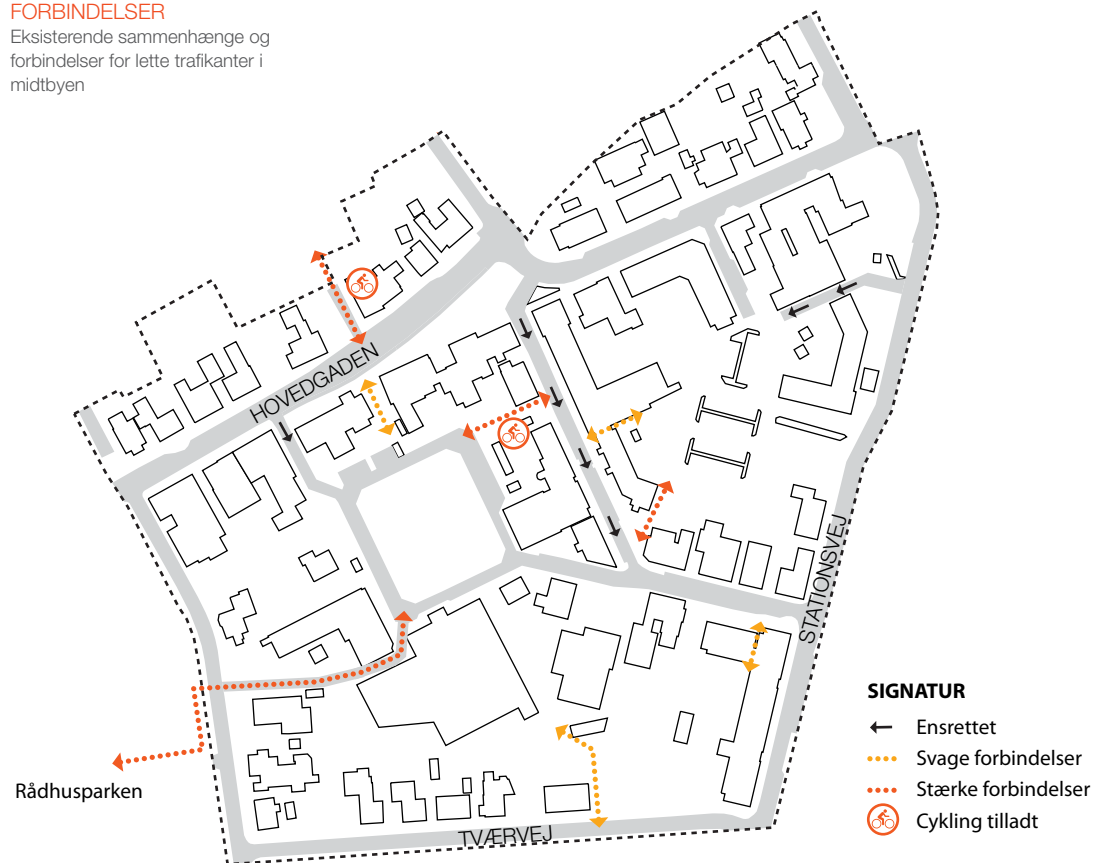 FORBINDELSER
Eksisterende sammenhænge og
forbindelser for lette trafikanter i
midtbyen
HOVEDGADEN
STATIONSVEJ
TVÆRVEJ
Rådhusparken
SIGNATUR
Ensrettet
Svage forbindelser
Stærke forbindelser
Cykling tilladt